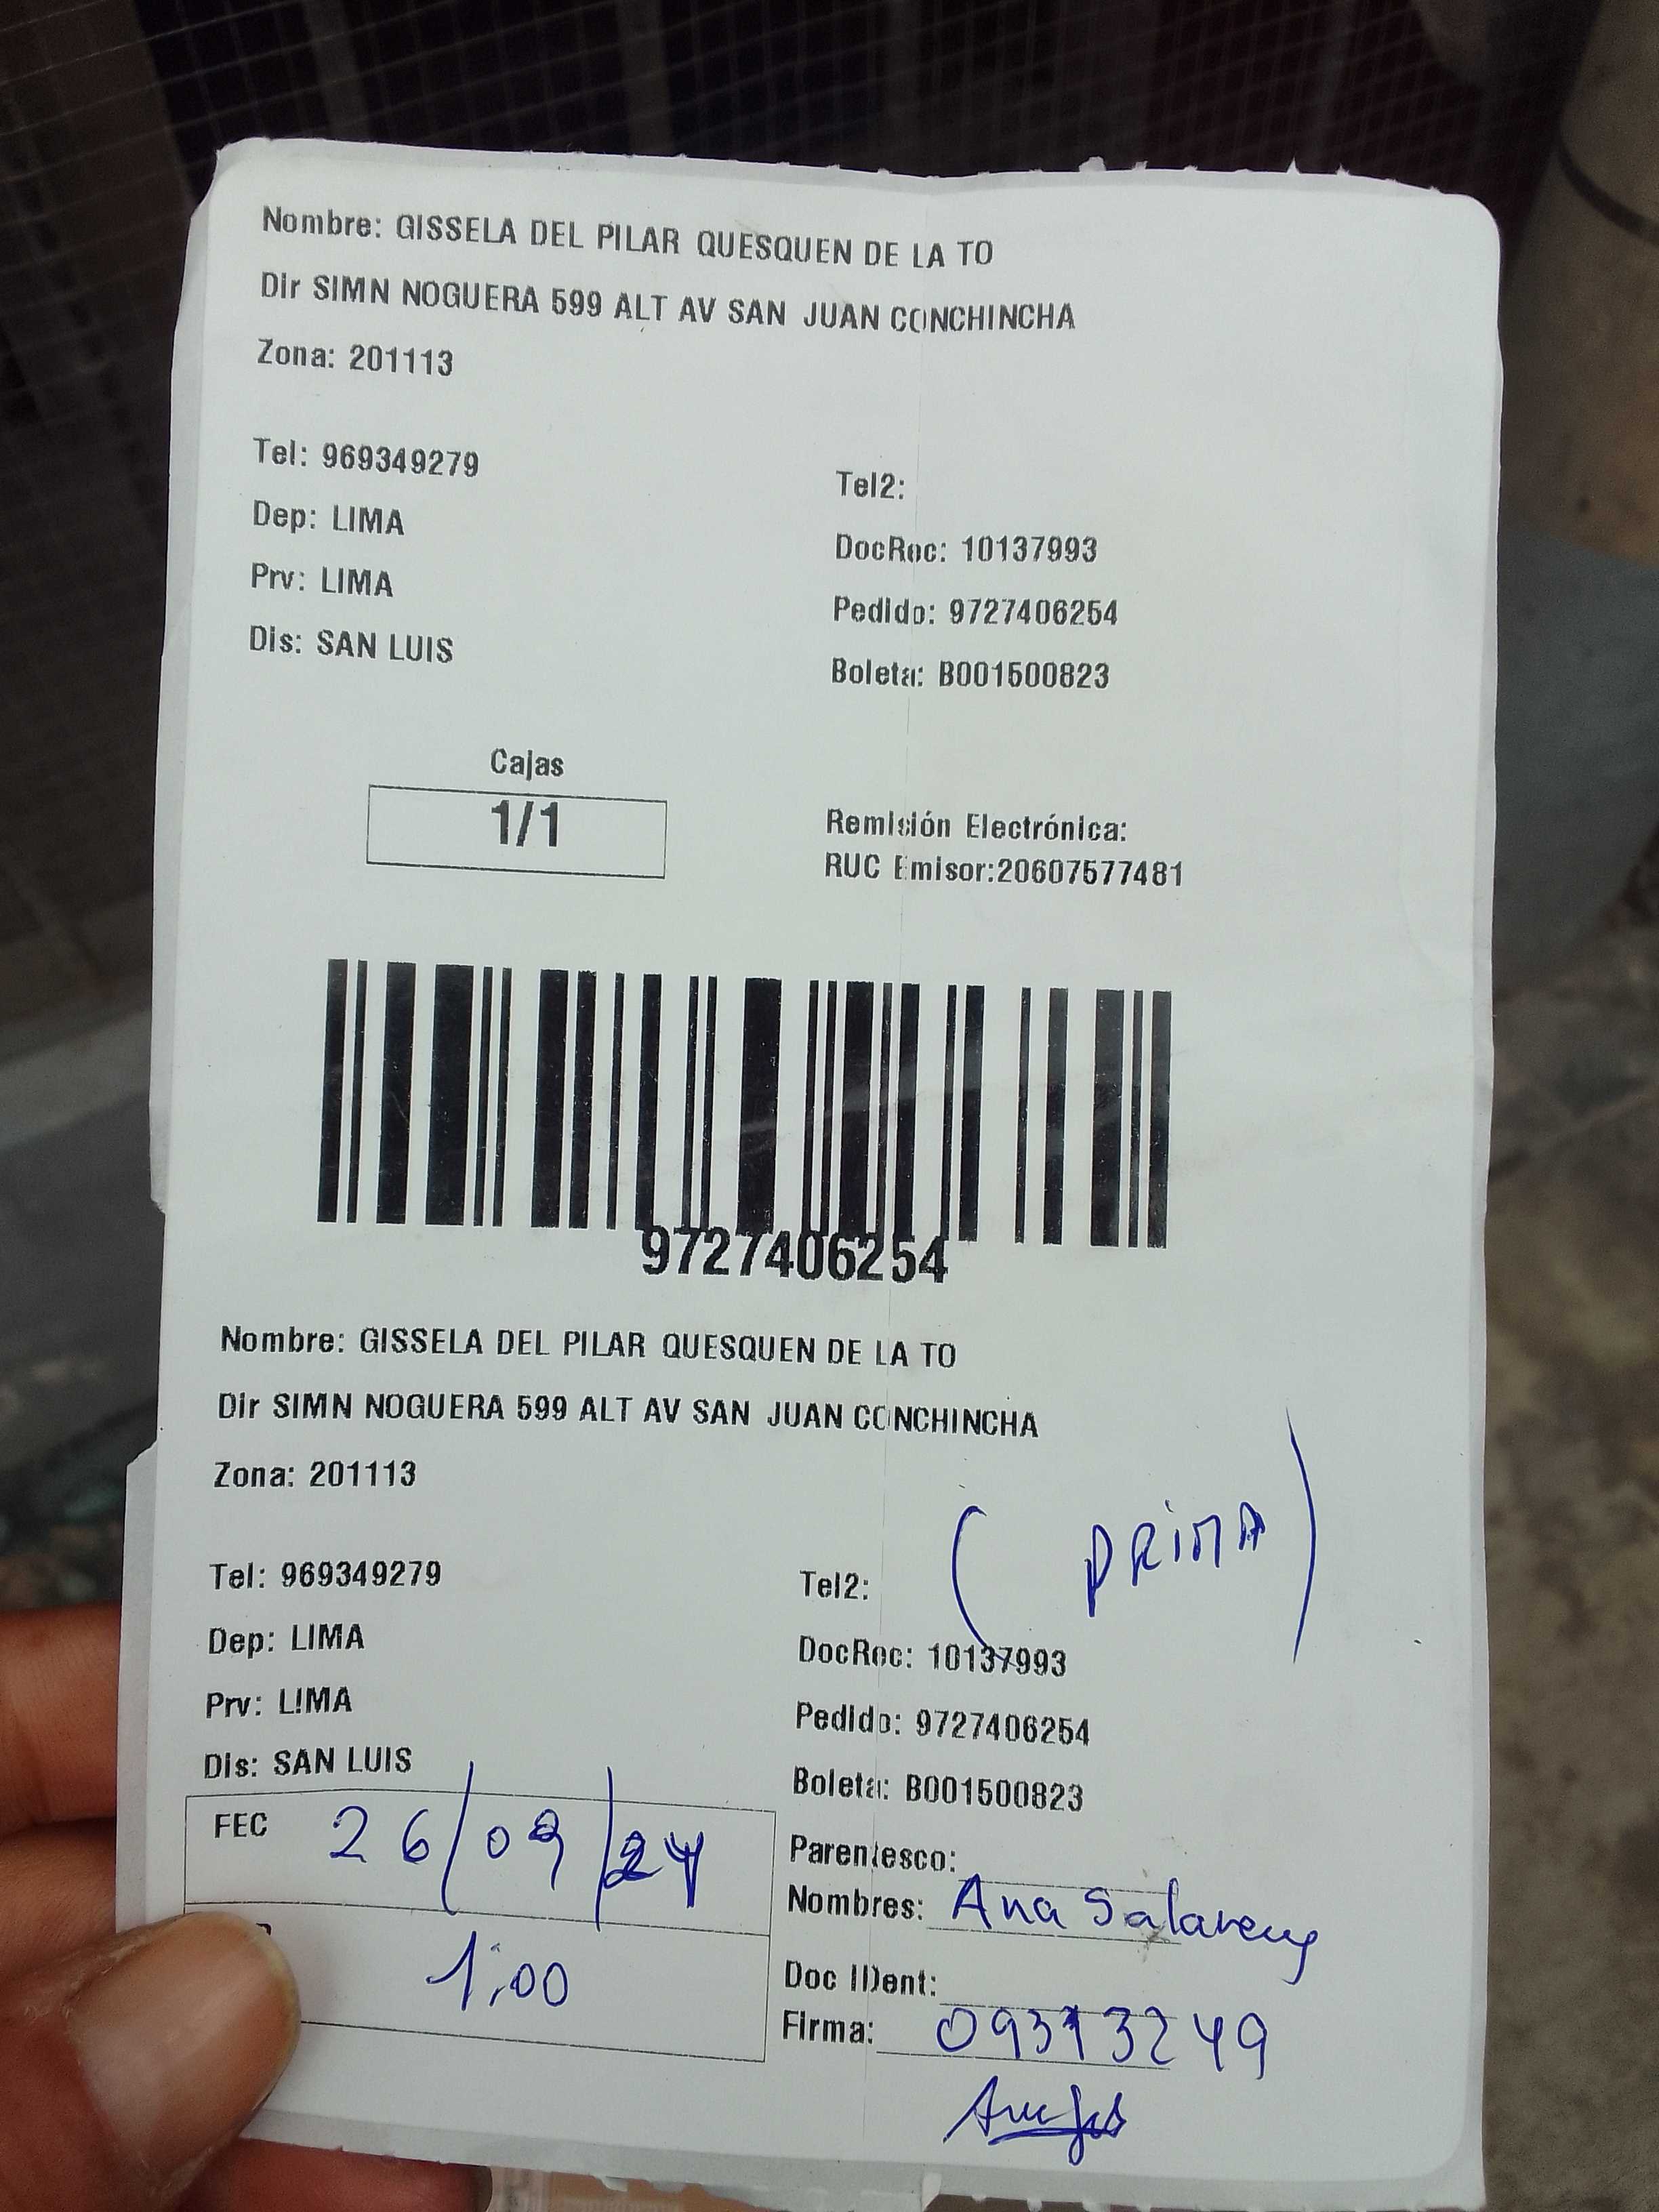 Nombre: GISSELA DEL PILAR QUESQUEN DE LA TO
Dir SIMN NOGUERA 599 ALT AV SAN JUAN CONCHINCHA
Zona: 201113
Tel: 969349279
Tel2:
Dep: LIMA
DocRec: 10137993
Prv: LIMA
Pedido: 9727406254
Dis: SAN LUIS
Boleta: B001500823
Cajas
1/1
Remisión Electrónica:
RUC Emisor:20607577481
9727406254
Nombre: GISSELA DEL PILAR QUESQUEN DE LA TO
Dir SIMN NOGUERA 599 ALT AV SAN JUAN CONCHINCHA
Zona: 201113
(PRIMA)
Tel: 969349279
Tel2:
Dep: LIMA
DocRec: 10137993
Prv: LIMA
Pedido: 9727406254
Dis: SAN LUIS
Boleta: B001500823
FEC 26/09/24
Parentesco:
Nombres: Ana
1:00
Doc IDent:
Firma: